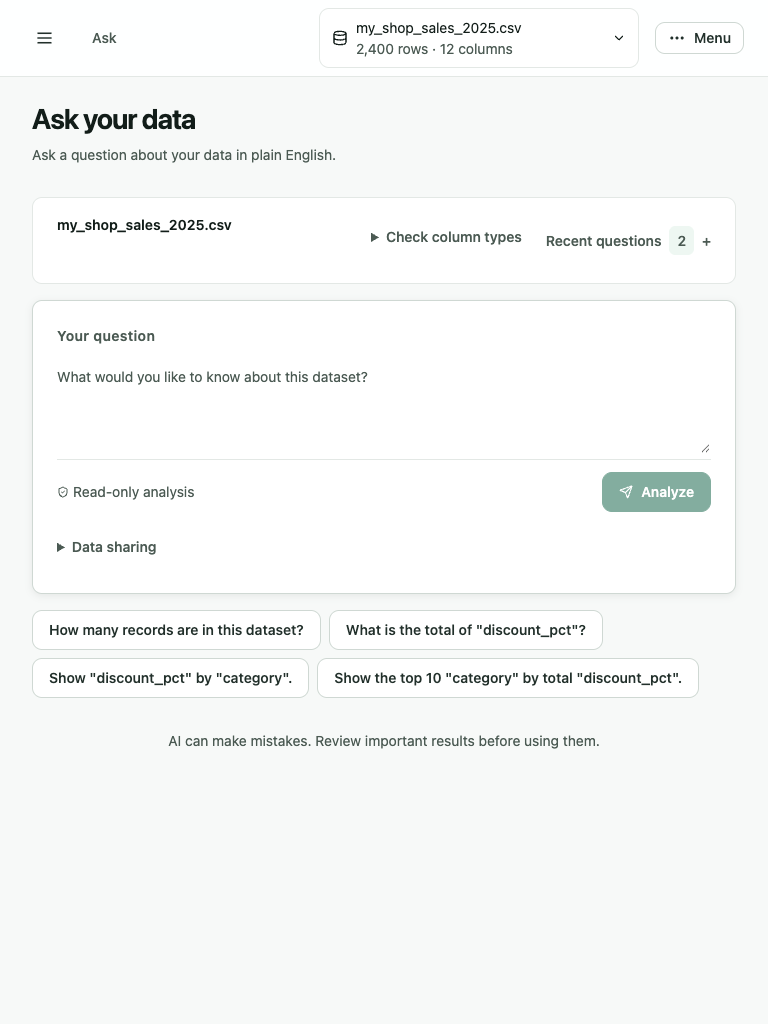 Ask
my_shop_sales_2025.csv
2,400 rows · 12 columns
Menu
Ask your data
Ask a question about your data in plain English.
my_shop_sales_2025.csv
Check column types
Recent questions 2 +
Your question
What would you like to know about this dataset?
Read-only analysis
Analyze
Data sharing
How many records are in this dataset?
What is the total of "discount_pct"?
Show "discount_pct" by "category".
Show the top 10 "category" by total "discount_pct".
AI can make mistakes. Review important results before using them.